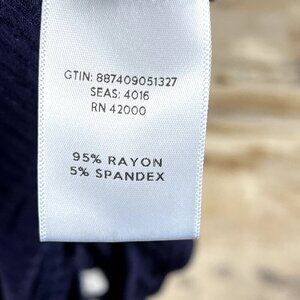 GTIN: 887409051327
SEAS: 4016
RN 42000
95% RAYON
5% SPANDEX